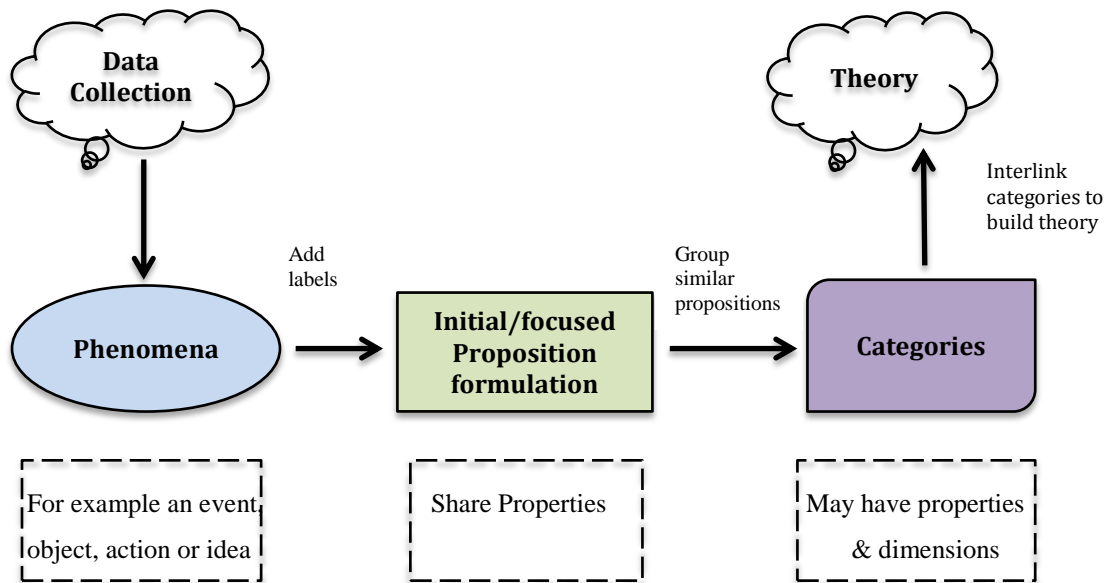 Data
Collection
Theory
Interlink
categories to
build theory
Add
labels
Group
similar
propositions
Phenomena
Initial/focused
Proposition
formulation
Categories
For example an event,
object, action or idea
Share Properties
May have properties
& dimensions